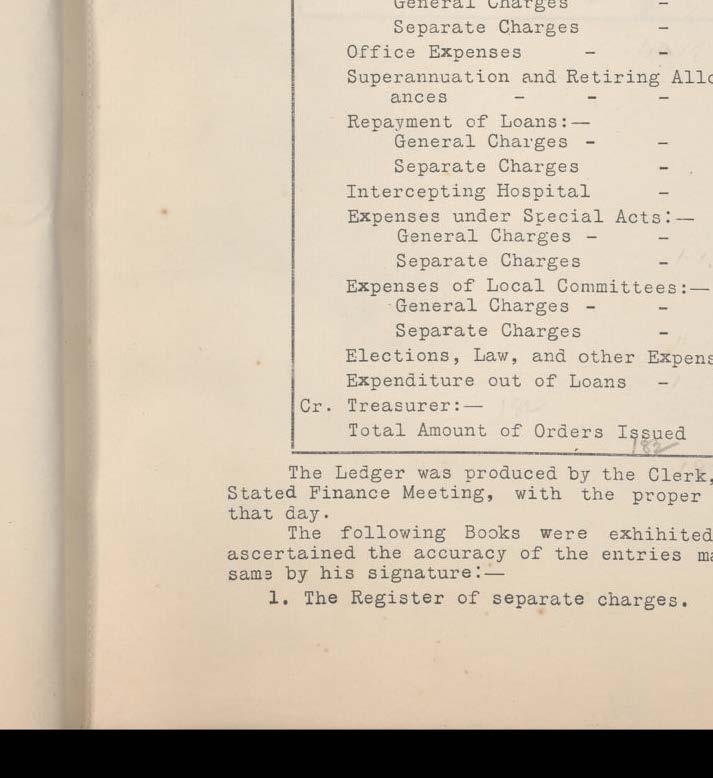 General Charges -
Separate Charges -
Office Expenses - -
Superannuation and Retiring Allo
ances - - -
Repayment of Loans:—
General Charges - -
Separate Charges -
Intercepting Hospital -
Expenses under Special Acts:—
General Charges - -
Separate Charges -
Expenses of Local Committees:—
General Charges - -
Separate Charges -
Elections, Law, and other Expens
Expenditure out of Loans -
Cr. Treasurer:—
Total Amount of Orders Issued
182
The Ledger was produced by the Clerk,
Stated Finance Meeting, with the proper
that day.
The following Books were exhihited
ascertained the accuracy of the entries ma
same by his signature:—
1. The Register of separate charges.